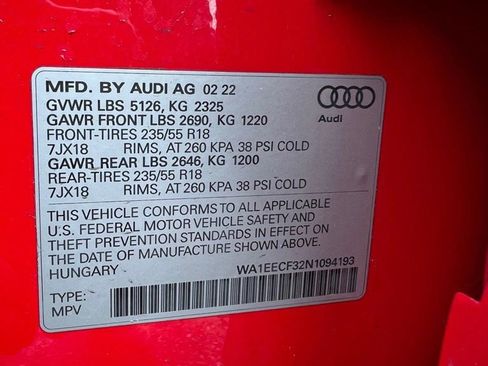 MFD. BY AUDI AG 02 22
GVWR LBS 5126, KG 2325
GAWR FRONT LBS 2690, KG 1220
FRONT-TIRES 235/55 R18
7JX18 RIMS, AT 260 KPA 38 PSI COLD
GAWR REAR LBS 2646, KG 1200
REAR-TIRES 235/55 R18
7JX18 RIMS, AT 260 KPA 38 PSI COLD
Audi
THIS VEHICLE CONFORMS TO ALL APPLICABLE
U.S. FEDERAL MOTOR VEHICLE SAFETY AND
THEFT PREVENTION STANDARDS IN EFFECT ON
THE DATE OF MANUFACTURE SHOWN ABOVE.
HUNGARY WA1EECF32N1094193
TYPE:
MPV